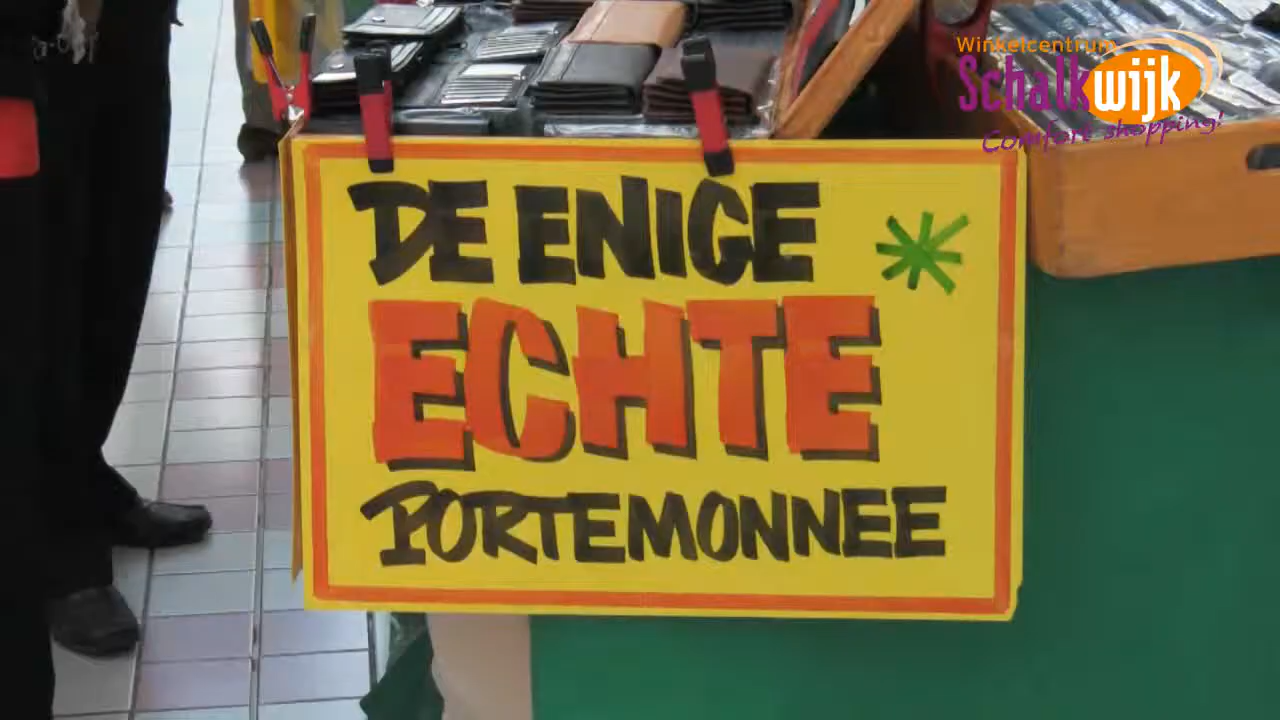 Winkelcentrum
Schalkwijk
Comfort shopping!
DE ENIGE
ECHTE
PORTEMONNEE